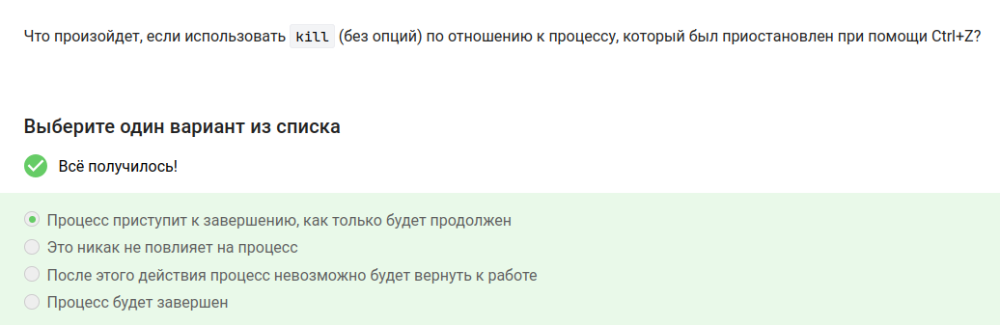 Что произойдет, если использовать kill (без опций) по отношению к процессу, который был приостановлен при помощи Ctrl+Z?
Выберите один вариант из списка
Всё получилось!
Процесс приступит к завершению, как только будет продолжен
Это никак не повлияет на процесс
После этого действия процесс невозможно будет вернуть к работе
Процесс будет завершен